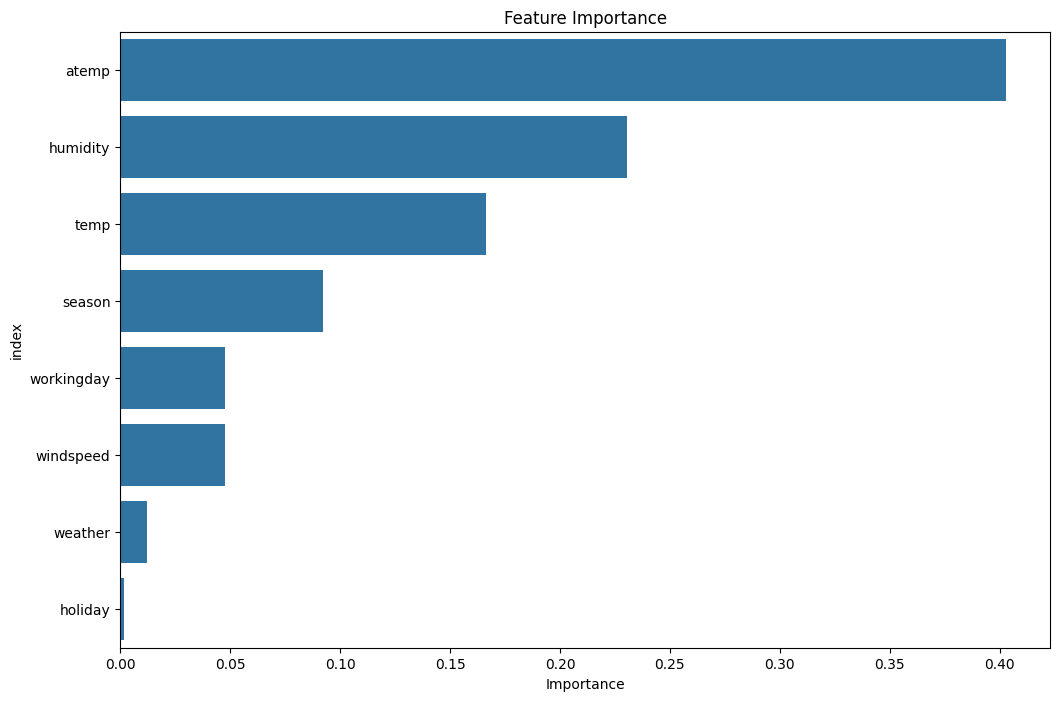 Feature Importance
atemp
humidity
temp
season
workingday
windspeed
weather
holiday
index
0.00 0.05 0.10 0.15 0.20 0.25 0.30 0.35 0.40
Importance